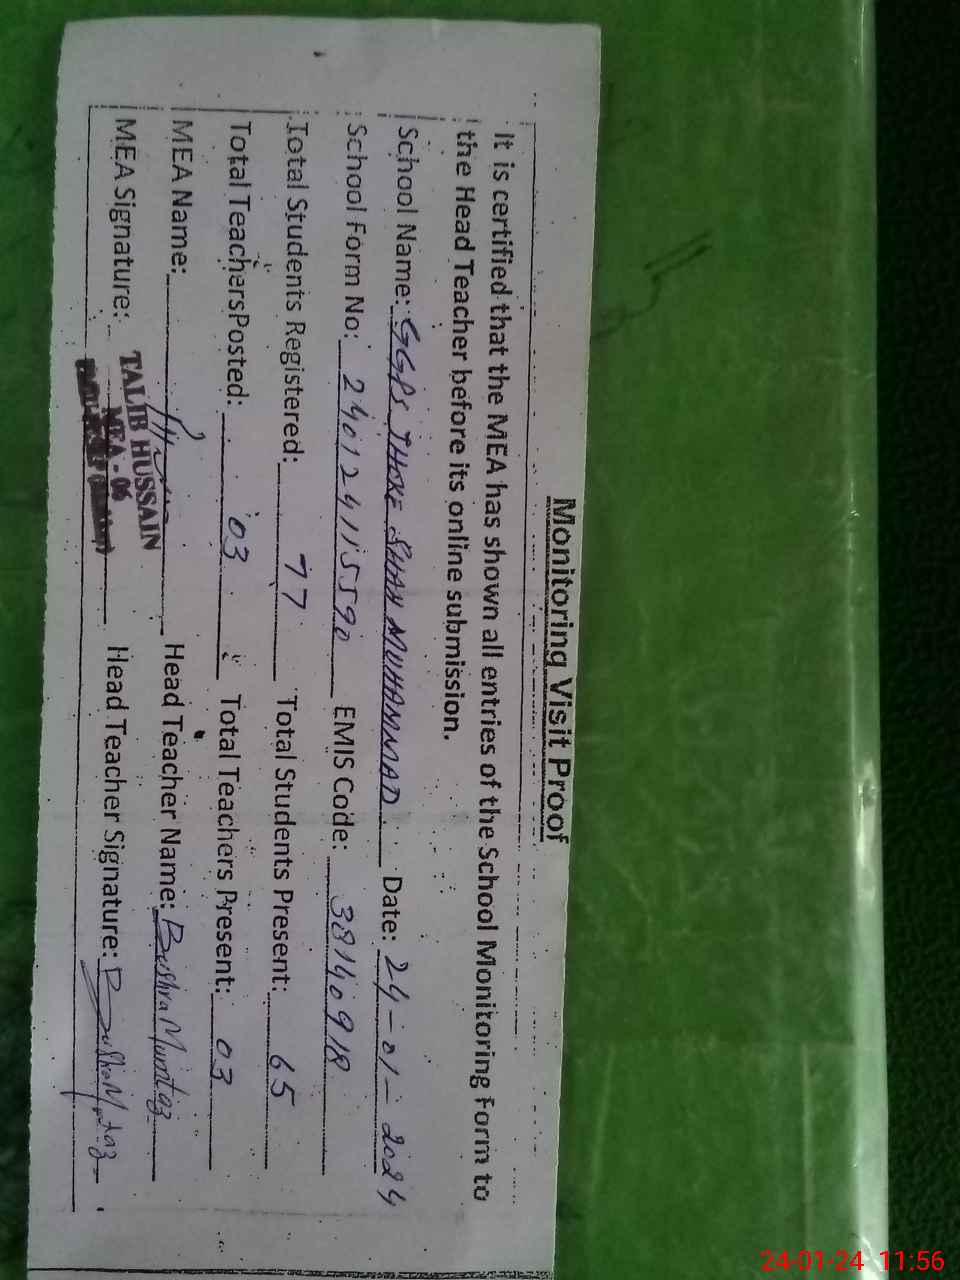 Monitoring Visit Proof
It is certified that the MEA has shown all entries of the School Monitoring Form to
the Head Teacher before its online submission.
School Name: GGPS THOKE SHAH MUHAMMAD. Date: 24-01-2024
School Form No: 240124115590 EMIS Code: 38140918
Total Students Registered: 77 Total Students Present: 65
Total TeachersPosted: 03 Total Teachers Present: 03
MEA Name: Head Teacher Name: Bushra Mumtaz
MEA Signature: Head Teacher Signature: Bushra Mumtaz
TALIB HUSSAIN
MEA - 06
24-01-24 11:56